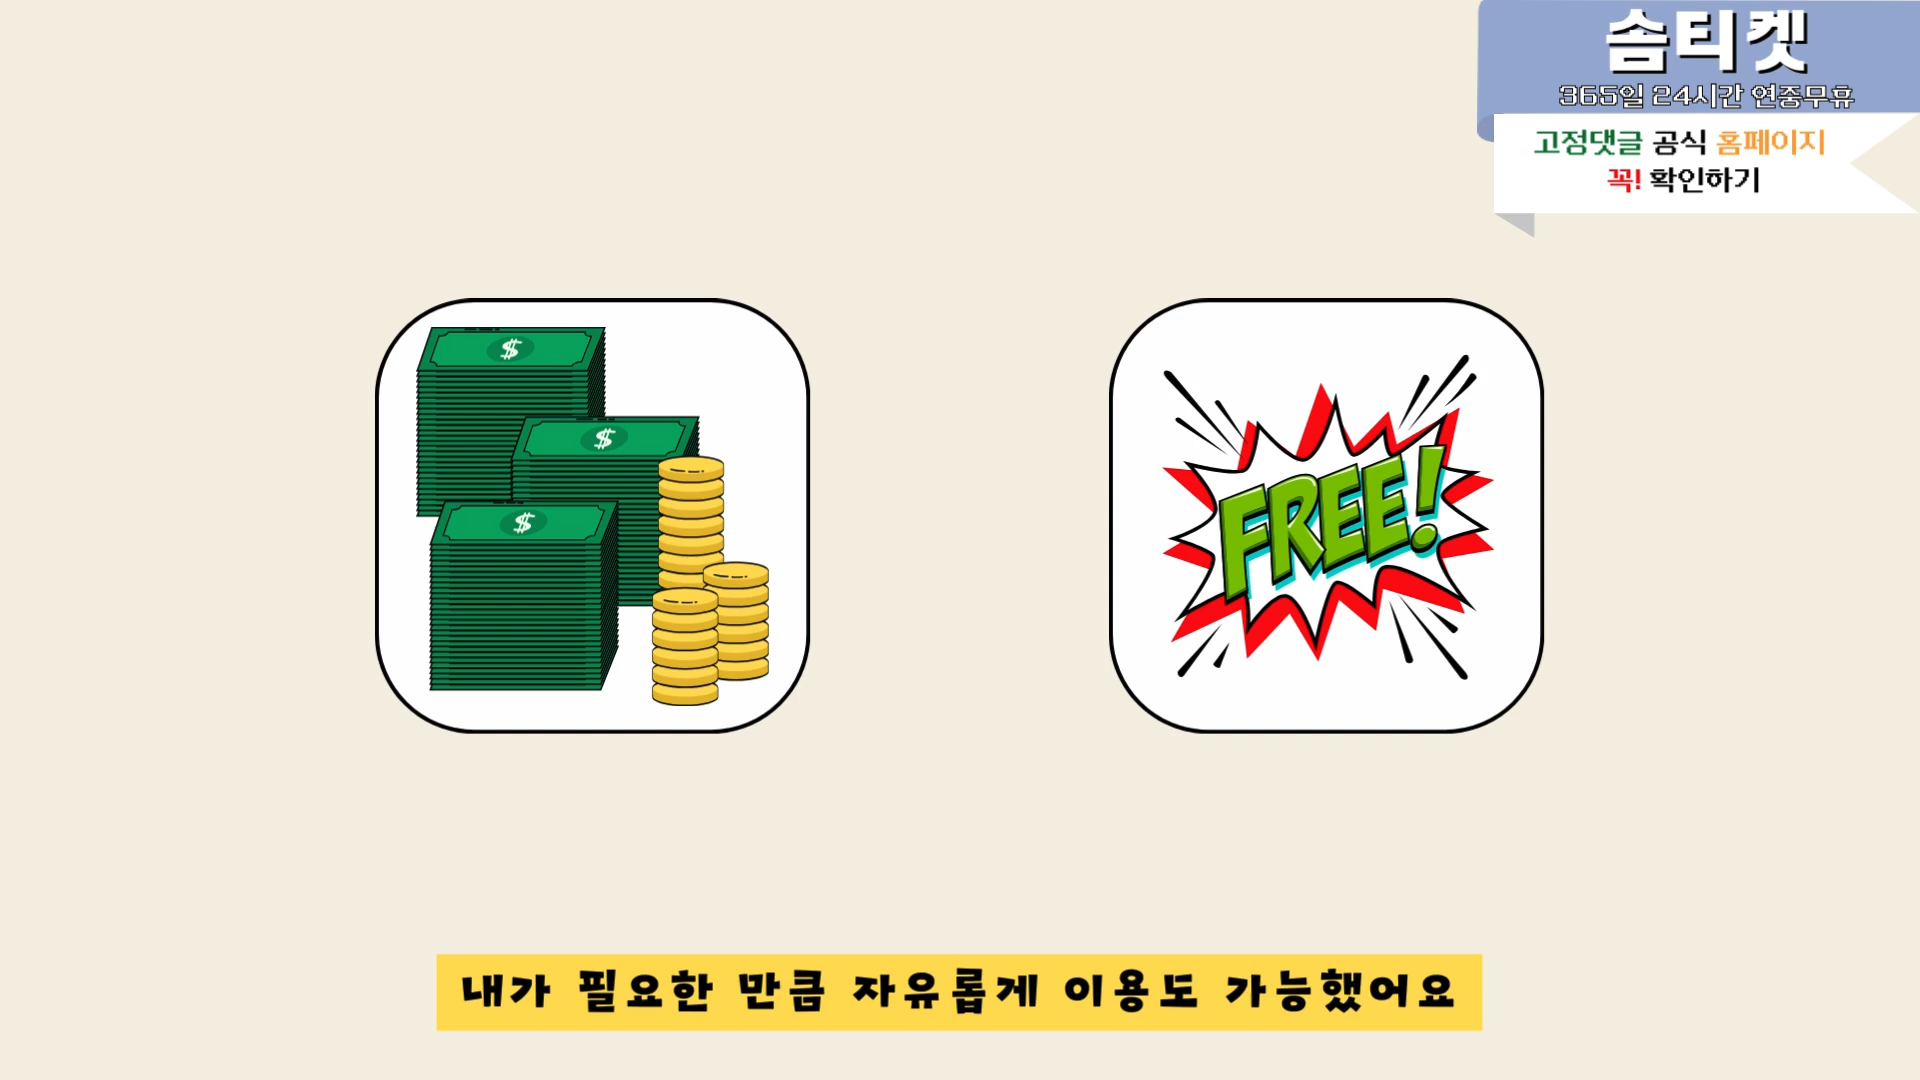 솜티켓
365일 24시간 연중무휴
고정댓글 공식 홈페이지
꼭! 확인하기
$
$
$
FREE!
내가 필요한 만큼 자유롭게 이용도 가능했어요